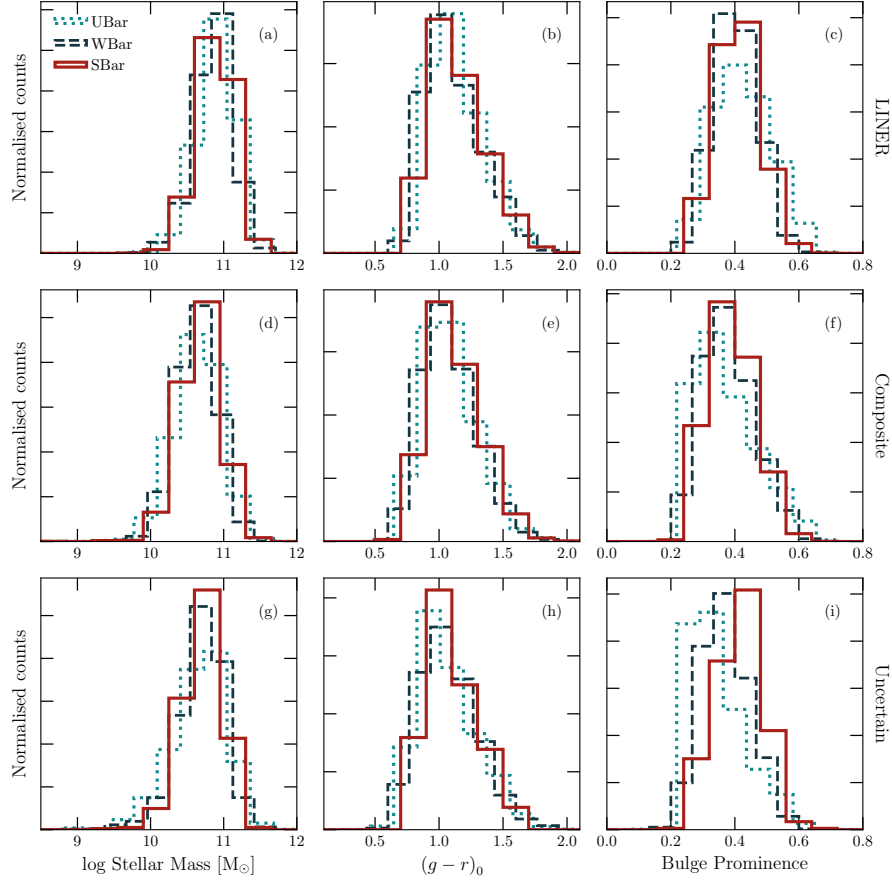 UBar
WBar
SBar
(a)
(b)
(c)
Normalised counts
LINER
9 10 11 12
0.5 1.0 1.5 2.0
0.0 0.2 0.4 0.6 0.8
(d)
(e)
(f)
Normalised counts
Composite
9 10 11 12
0.5 1.0 1.5 2.0
0.0 0.2 0.4 0.6 0.8
(g)
(h)
(i)
Normalised counts
Uncertain
9 10 11 12
0.5 1.0 1.5 2.0
0.0 0.2 0.4 0.6 0.8
log Stellar Mass [M⊙]
(g − r)₀
Bulge Prominence